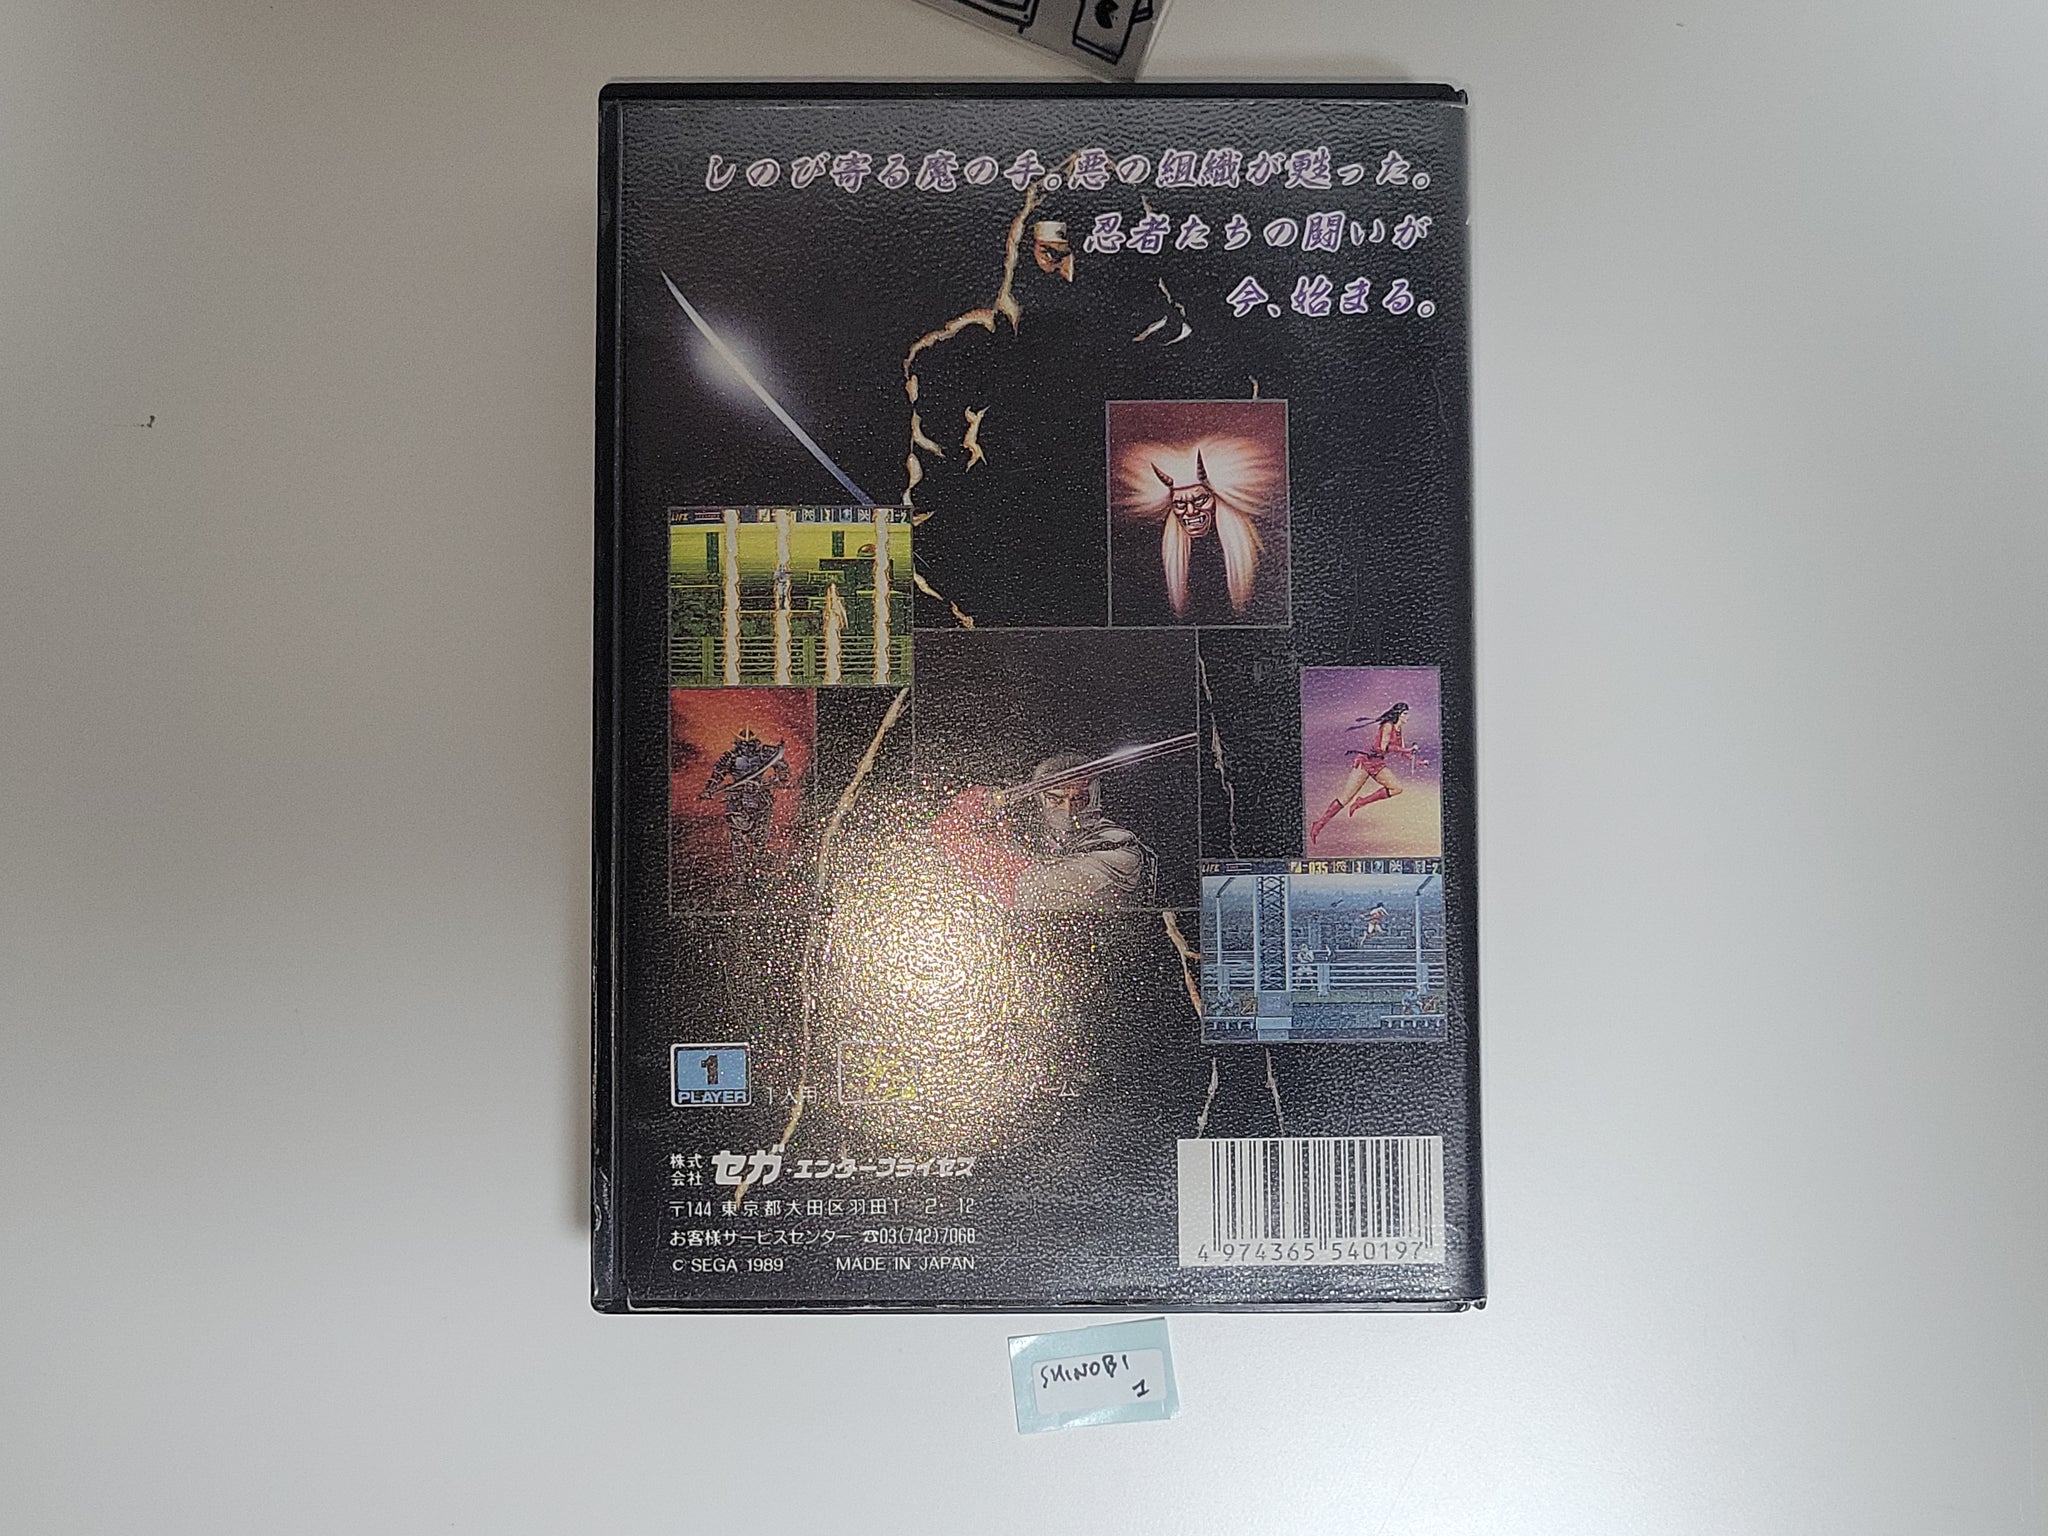 しのび寄る魔の手。悪の組織が甦った。
忍者たちの闘いが
今、始まる。
LIFE
LIFE
-035
1
PLAYER
1人用
ム
株式会社 セガ・エンタープライゼス
〒144 東京都大田区羽田1-2-12
お客様サービスセンター ☎03(742)7068
© SEGA 1989 MADE IN JAPAN
4 974365 540197
SHINOBI
1